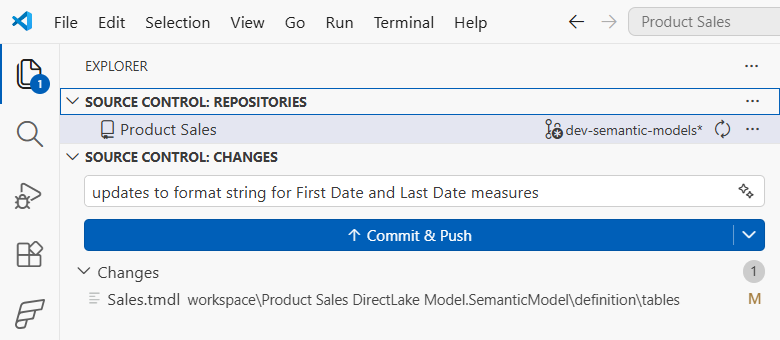 File Edit Selection View Go Run Terminal Help Product Sales
EXPLORER
1
SOURCE CONTROL: REPOSITORIES
Product Sales dev-semantic-models*
SOURCE CONTROL: CHANGES
updates to format string for First Date and Last Date measures
Commit & Push
Changes 1
Sales.tmdl workspace\Product Sales DirectLake Model.SemanticModel\definition\tables M